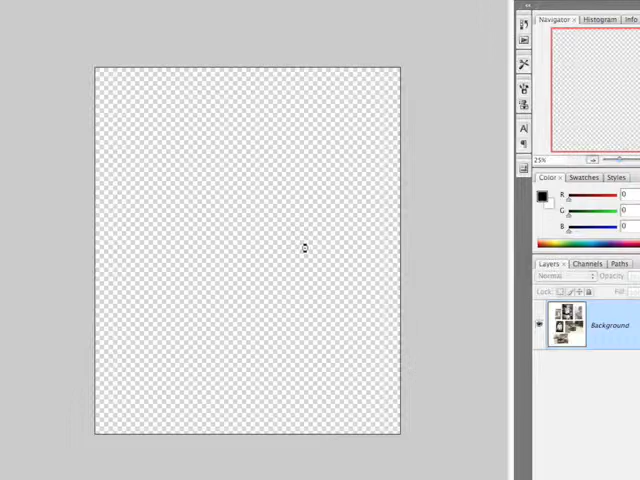 Navigator × Histogram Info
25%
Color × Swatches Styles
R 0
G 0
B 0
Layers × Channels Paths
Normal Opacity:
Lock: Fill:
Background
A